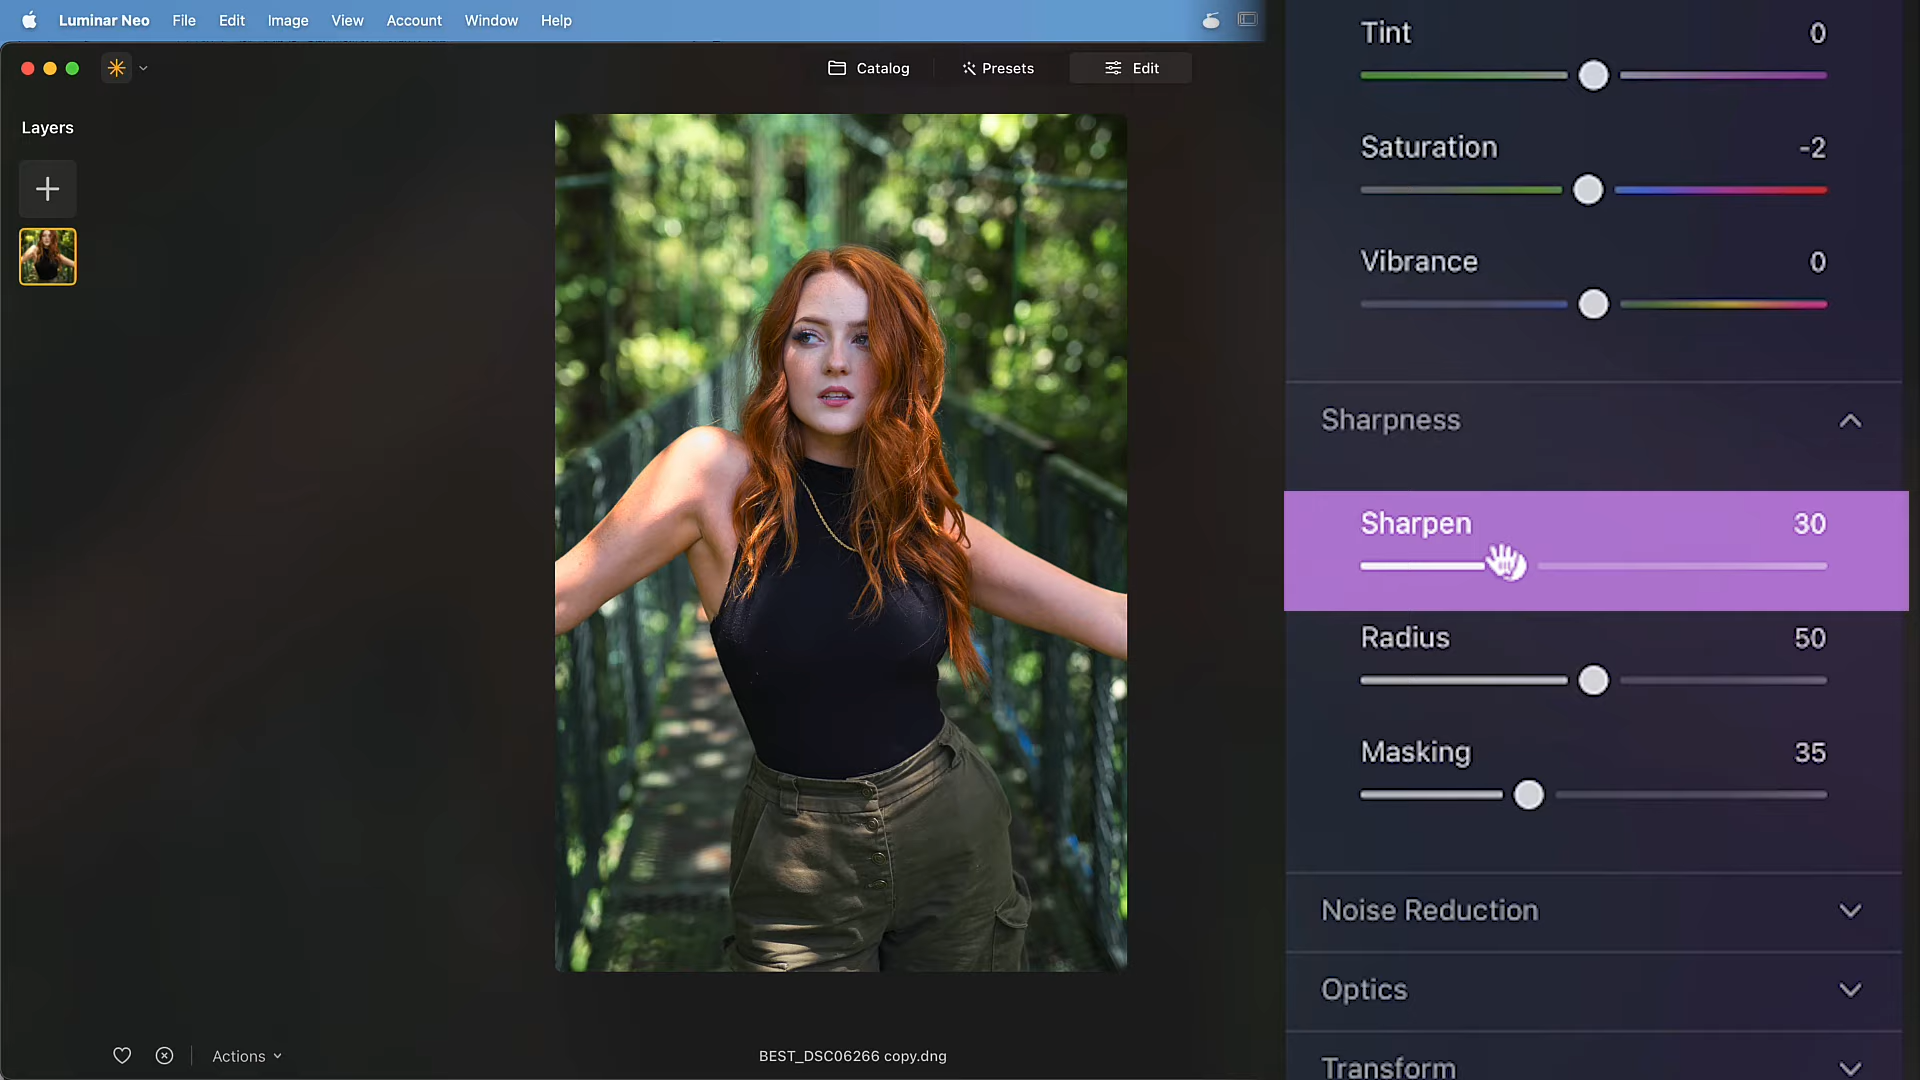 Luminar Neo File Edit Image View Account Window Help
Catalog Presets Edit
Layers
Actions
BEST_DSC06266 copy.dng
Tint 0
Saturation -2
Vibrance 0
Sharpness
Sharpen 30
Radius 50
Masking 35
Noise Reduction
Optics
Transform